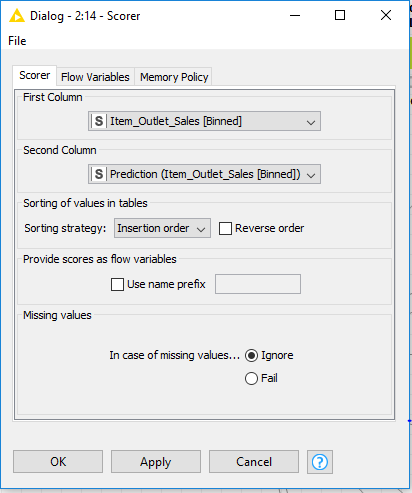 Dialog - 2:14 - Scorer
File
Scorer Flow Variables Memory Policy
First Column
S Item_Outlet_Sales [Binned]
Second Column
S Prediction (Item_Outlet_Sales [Binned])
Sorting of values in tables
Sorting strategy: Insertion order Reverse order
Provide scores as flow variables
Use name prefix
Missing values
In case of missing values... Ignore
Fail
OK Apply Cancel ?